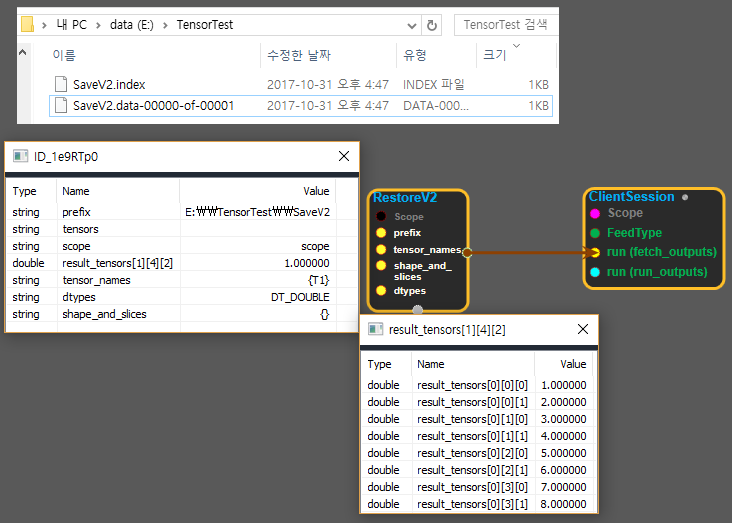 내 PC > data (E:) > TensorTest
TensorTest 검색
이름 수정한 날짜 유형 크기
SaveV2.index 2017-10-31 오후 4:47 INDEX 파일 1KB
SaveV2.data-00000-of-00001 2017-10-31 오후 4:47 DATA-000... 1KB
ID_1e9RTp0
Type Name Value
string prefix E:₩₩TensorTest₩₩SaveV2
string tensors
string scope scope
double result_tensors[1][4][2] 1.000000
string tensor_names {T1}
string dtypes DT_DOUBLE
string shape_and_slices {}
RestoreV2
Scope
prefix
tensor_names
shape_and_
slices
dtypes
ClientSession
Scope
FeedType
run (fetch_outputs)
run (run_outputs)
result_tensors[1][4][2]
Type Name Value
double result_tensors[0][0][0] 1.000000
double result_tensors[0][0][1] 2.000000
double result_tensors[0][1][0] 3.000000
double result_tensors[0][1][1] 4.000000
double result_tensors[0][2][0] 5.000000
double result_tensors[0][2][1] 6.000000
double result_tensors[0][3][0] 7.000000
double result_tensors[0][3][1] 8.000000